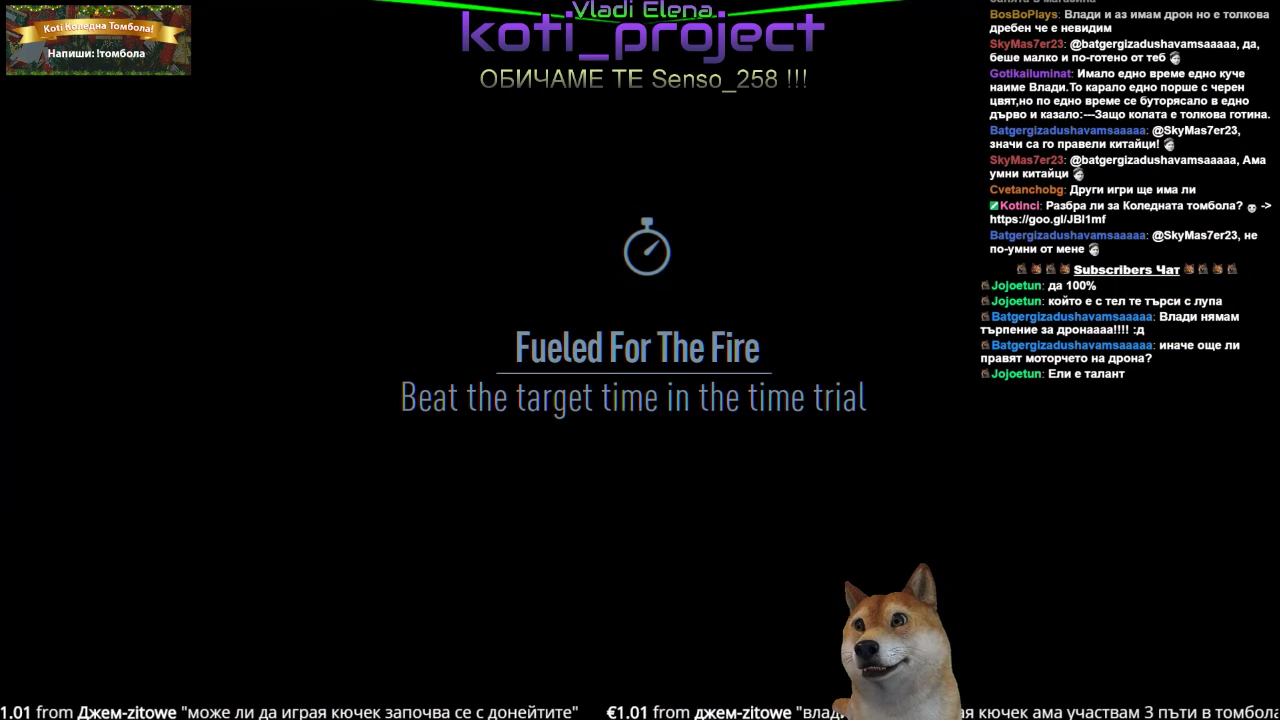 Koti Коледна Томбола!
Напиши: !томбола
Vladi Elena
koti_project
ОБИЧАМЕ ТЕ Senso_258 !!!
BosBoPlays: Влади и аз имам дрон но е толкова
дребен че е невидим
SkyMas7er23: @batgergizadushavamsaaaaa, да,
беше малко и по-готено от теб
Gotikailuminat: Имало едно време едно куче
наиме Влади.То карало едно порше с черен
цвят,но по едно време се буторясало в едно
дърво и казало:---Защо колата е толкова готина.
Batgergizadushavamsaaaaa: @SkyMas7er23,
значи са го правели китайци!
SkyMas7er23: @batgergizadushavamsaaaaa, Ама
умни китайци
Cvetanchobg: Други игри ще има ли
KotInci: Разбра ли за Коледната томбола? ->
https://goo.gl/JBl1mf
Batgergizadushavamsaaaaa: @SkyMas7er23, не
по-умни от мене
Subscribers Чат
Jojoetun: да 100%
Jojoetun: който е с тел те търси с лупа
Batgergizadushavamsaaaaa: Влади нямам
търпение за дронаааа!!!! :д
Batgergizadushavamsaaaaa: иначе още ли
правят моторчето на дрона?
Jojoetun: Ели е талант
Fueled For The Fire
Beat the target time in the time trial
1.01 from Джем-zitowe "може ли да играя кючек започва се с донейтите" €1.01 from джем-zitowe "влад кючек ама участвам 3 пъти в томбола